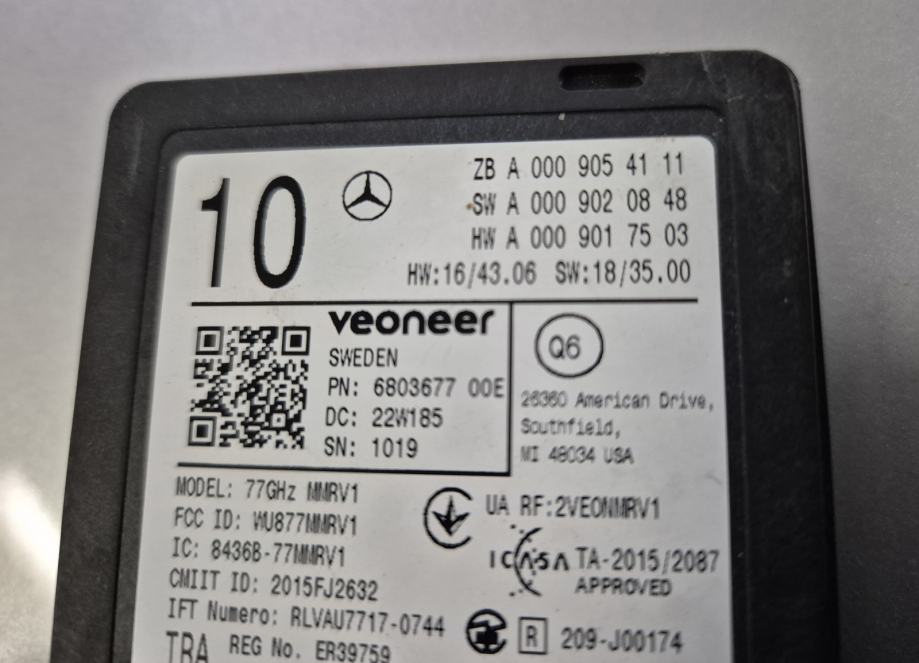 10
ZB A 000 905 41 11
SW A 000 902 08 48
HW A 000 901 75 03
HW:16/43.06 SW:18/35.00
veoneer
SWEDEN
PN: 6803677 00E
DC: 22W185
SN: 1019
Q6
26360 American Drive,
Southfield,
MI 48034 USA
MODEL: 77GHz MMRV1
FCC ID: WU877MMRV1
IC: 8436B-77MMRV1
CMIIT ID: 2015FJ2632
IFT Numero: RLVAU7717-0744
TRA REG No. ER39759
UA RF:2VEONMRV1
ICASA TA-2015/2087
APPROVED
R 209-J00174